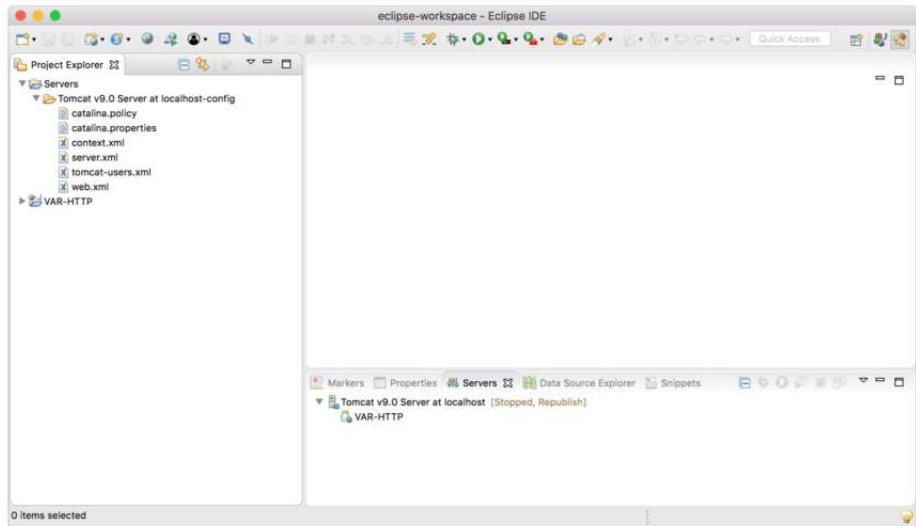 eclipse-workspace - Eclipse IDE
Quick Access
Project Explorer
Servers
Tomcat v9.0 Server at localhost-config
catalina.policy
catalina.properties
context.xml
server.xml
tomcat-users.xml
web.xml
VAR-HTTP
Markers Properties Servers Data Source Explorer Snippets
Tomcat v9.0 Server at localhost [Stopped, Republish]
VAR-HTTP
0 items selected